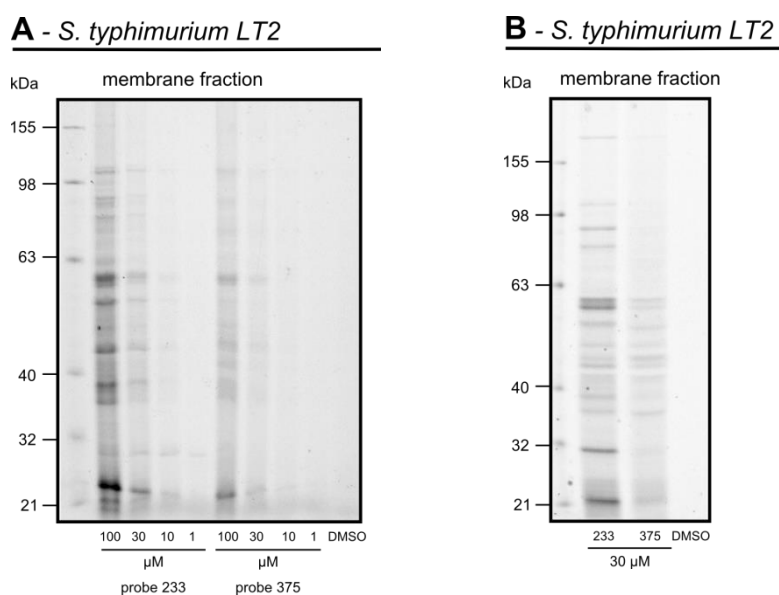 A - S. typhimurium LT2
membrane fraction
kDa
155
98
63
40
32
21
100 30 10 1 100 30 10 1 DMSO
µM µM
probe 233 probe 375
B - S. typhimurium LT2
membrane fraction
kDa
155
98
63
40
32
21
233 375 DMSO
30 µM